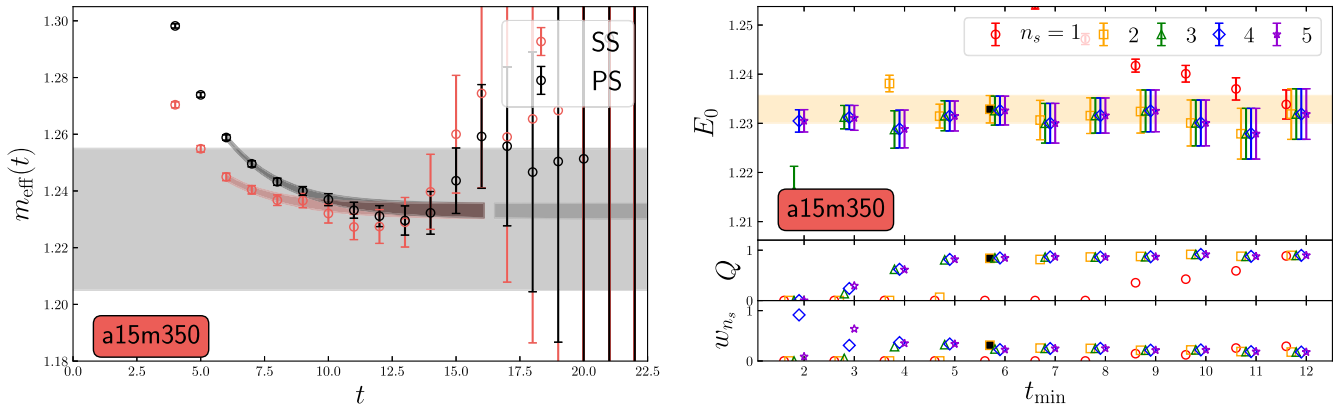 1.30
1.28
1.26
1.24
1.22
1.20
1.18
m_eff(t)
SS
PS
a15m350
0.0 2.5 5.0 7.5 10.0 12.5 15.0 17.5 20.0 22.5
t
1.25
1.24
1.23
1.22
1.21
E_0
n_s = 1 2 3 4 5
a15m350
1
0
Q
1
0
w_{n_s}
2 3 4 5 6 7 8 9 10 11 12
t_min